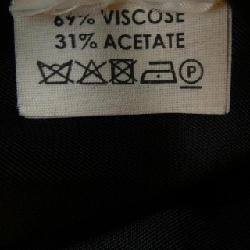 69% VISCOSE
31% ACETATE
P